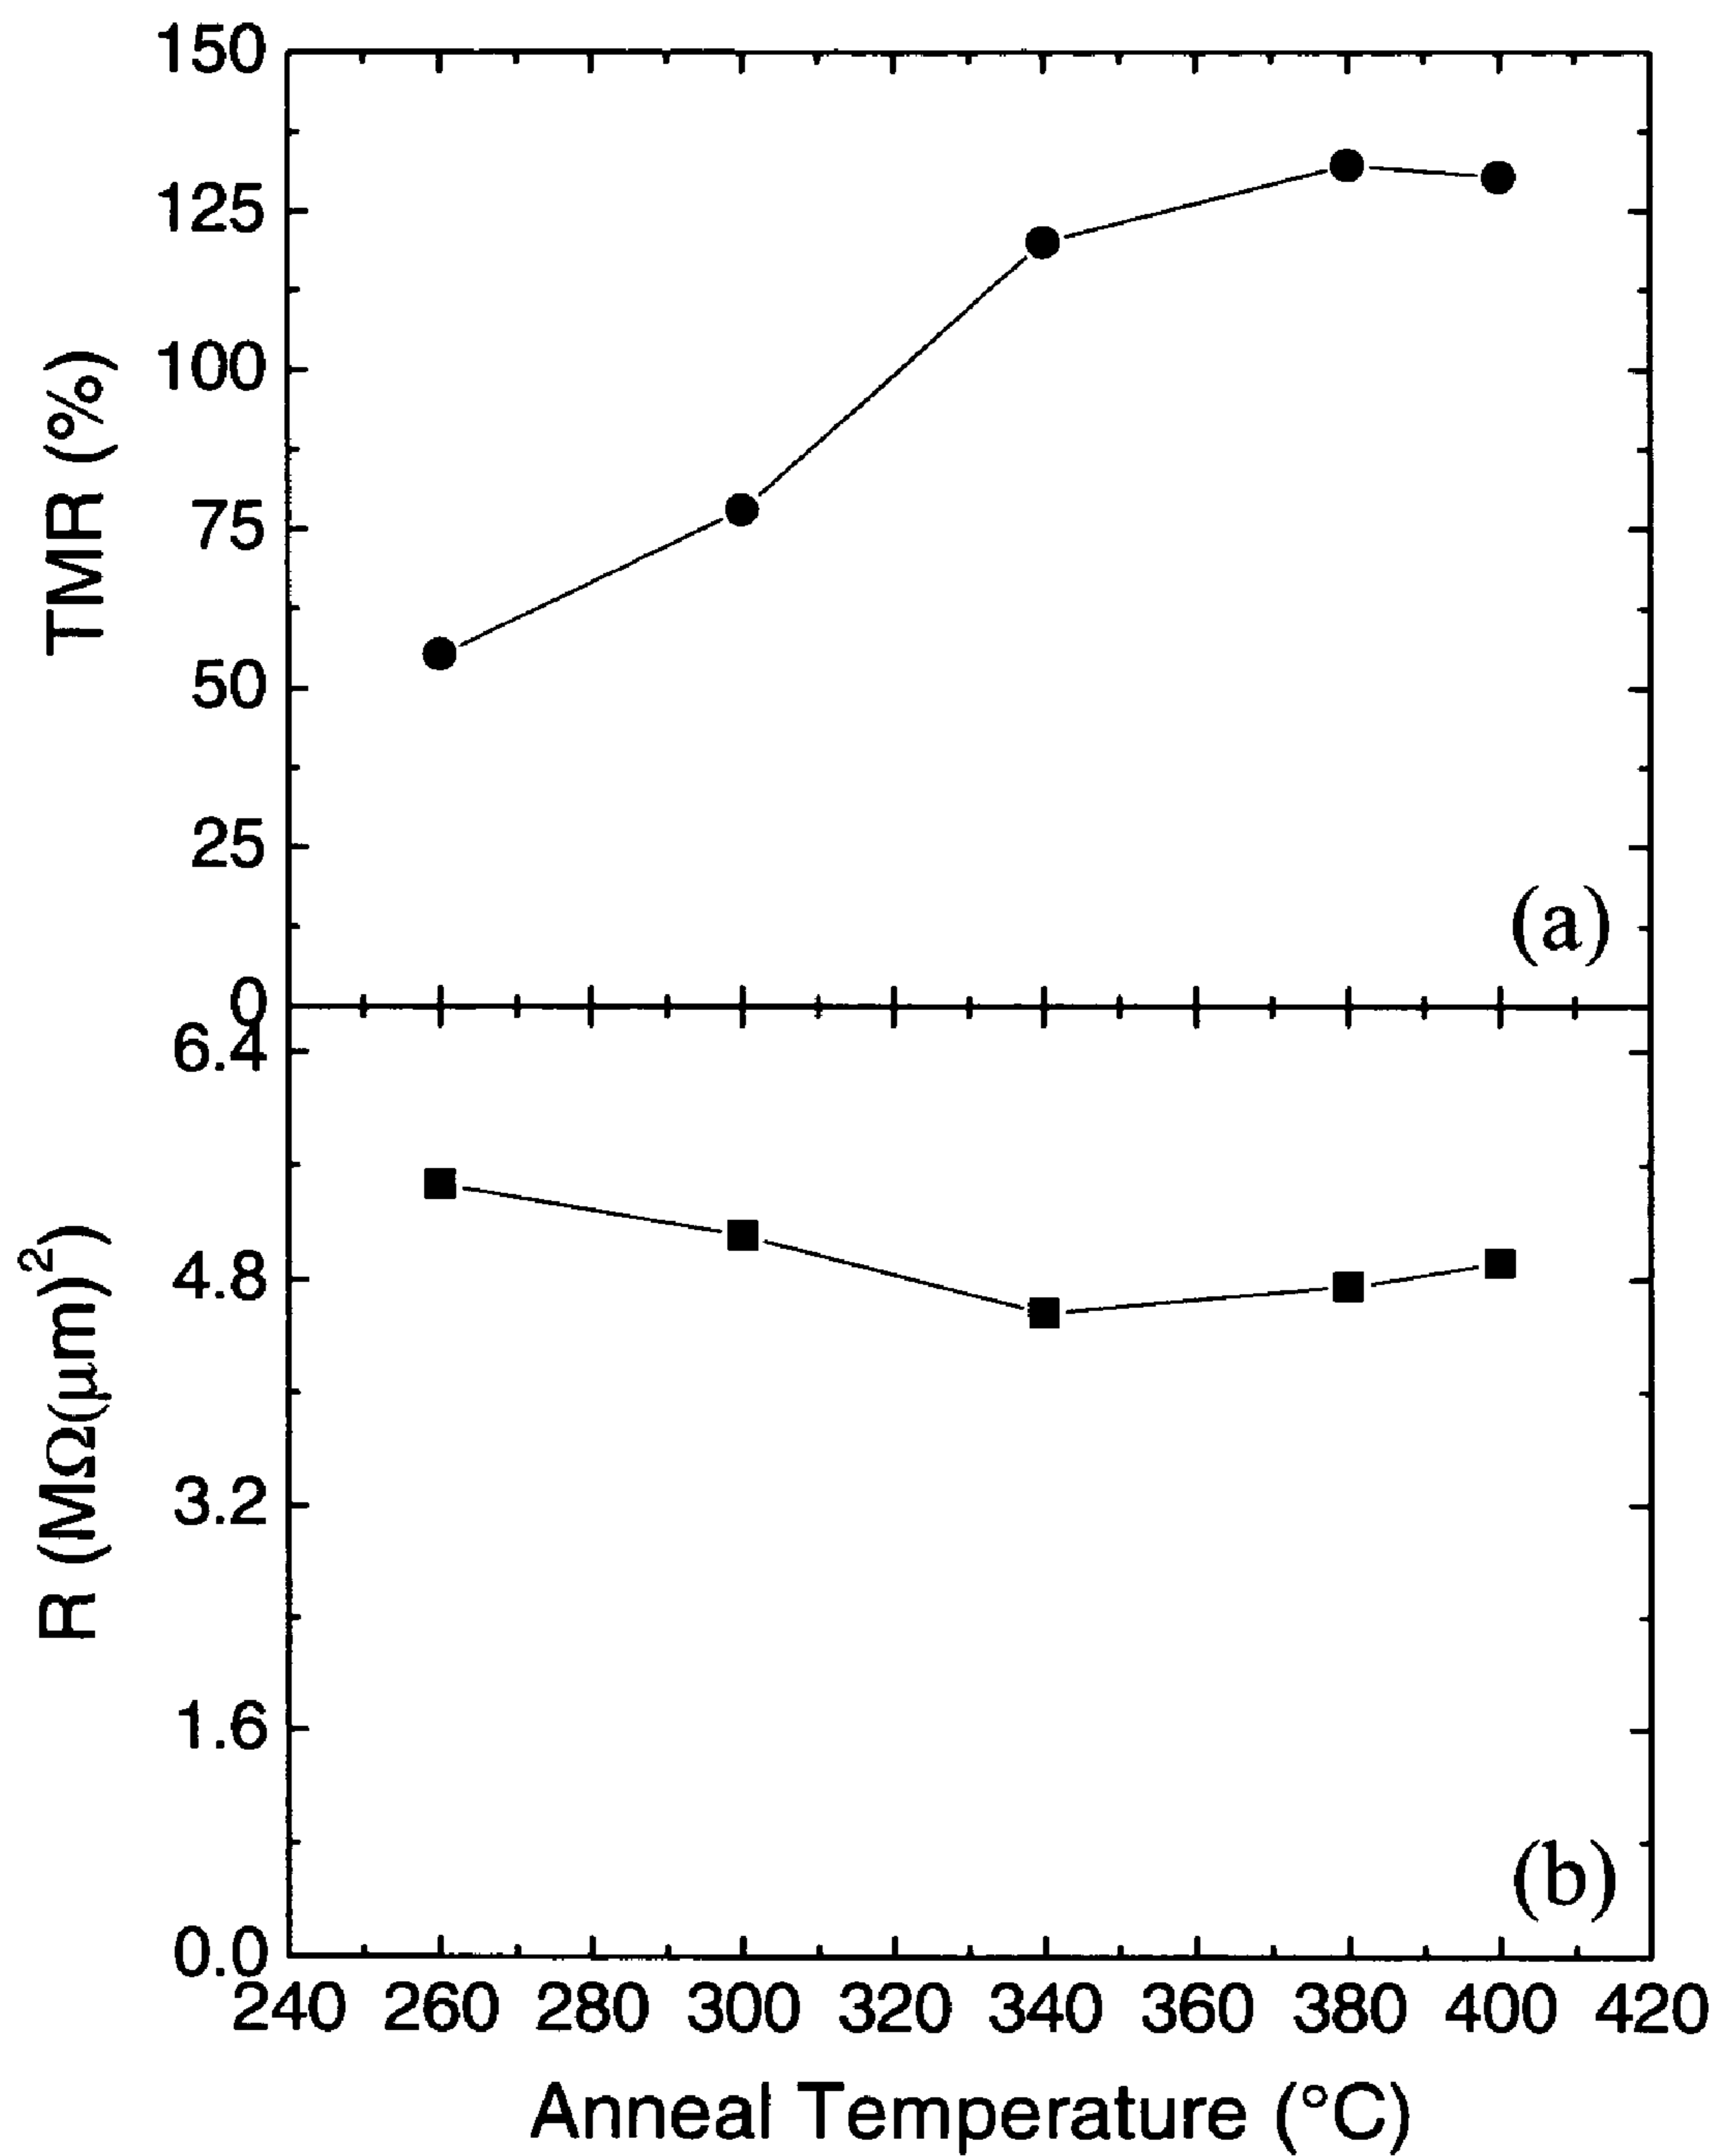 150
125
100
75
50
25
0
TMR (%)
(a)
6.4
4.8
3.2
1.6
0.0
R (MΩ(μm)²)
(b)
240 260 280 300 320 340 360 380 400 420
Anneal Temperature (°C)